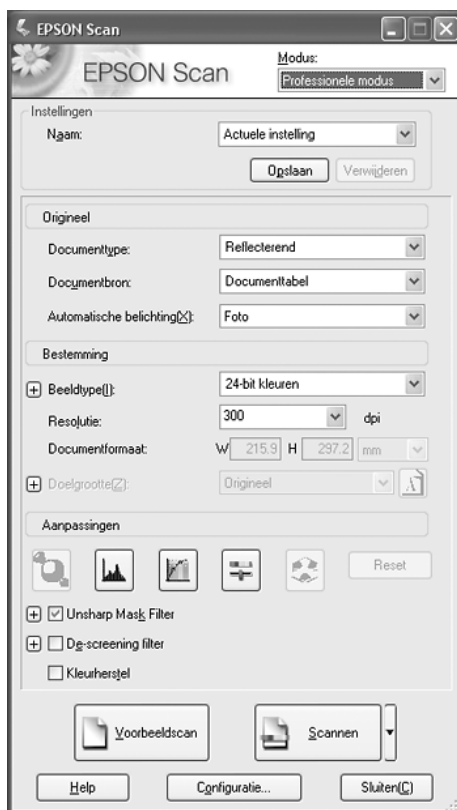 EPSON Scan
EPSON Scan
Modus:
Professionele modus
Instellingen
Naam: Actuele instelling
Opslaan Verwijderen
Origineel
Documenttype: Reflecterend
Documentbron: Documenttabel
Automatische belichting(X): Foto
Bestemming
Beeldtype(I): 24-bit kleuren
Resolutie: 300 dpi
Documentformaat: W 215.9 H 297.2 mm
Doelgrootte(Z): Origineel A
Aanpassingen
Reset
Unsharp Mask Filter
De-screening filter
Kleurherstel
Voorbeeldscan Scannen
Help Configuratie... Sluiten(C)